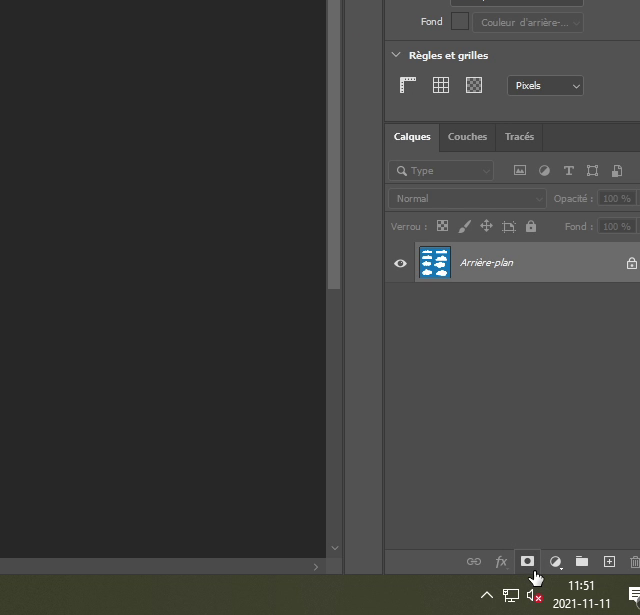 Fond
Couleur d'arrière-...
Règles et grilles
Pixels
Calques
Couches
Tracés
Type
T
Normal
Opacité :
100 %
Verrou :
Fond :
100 %
Arrière-plan
fx
11:51
2021-11-11